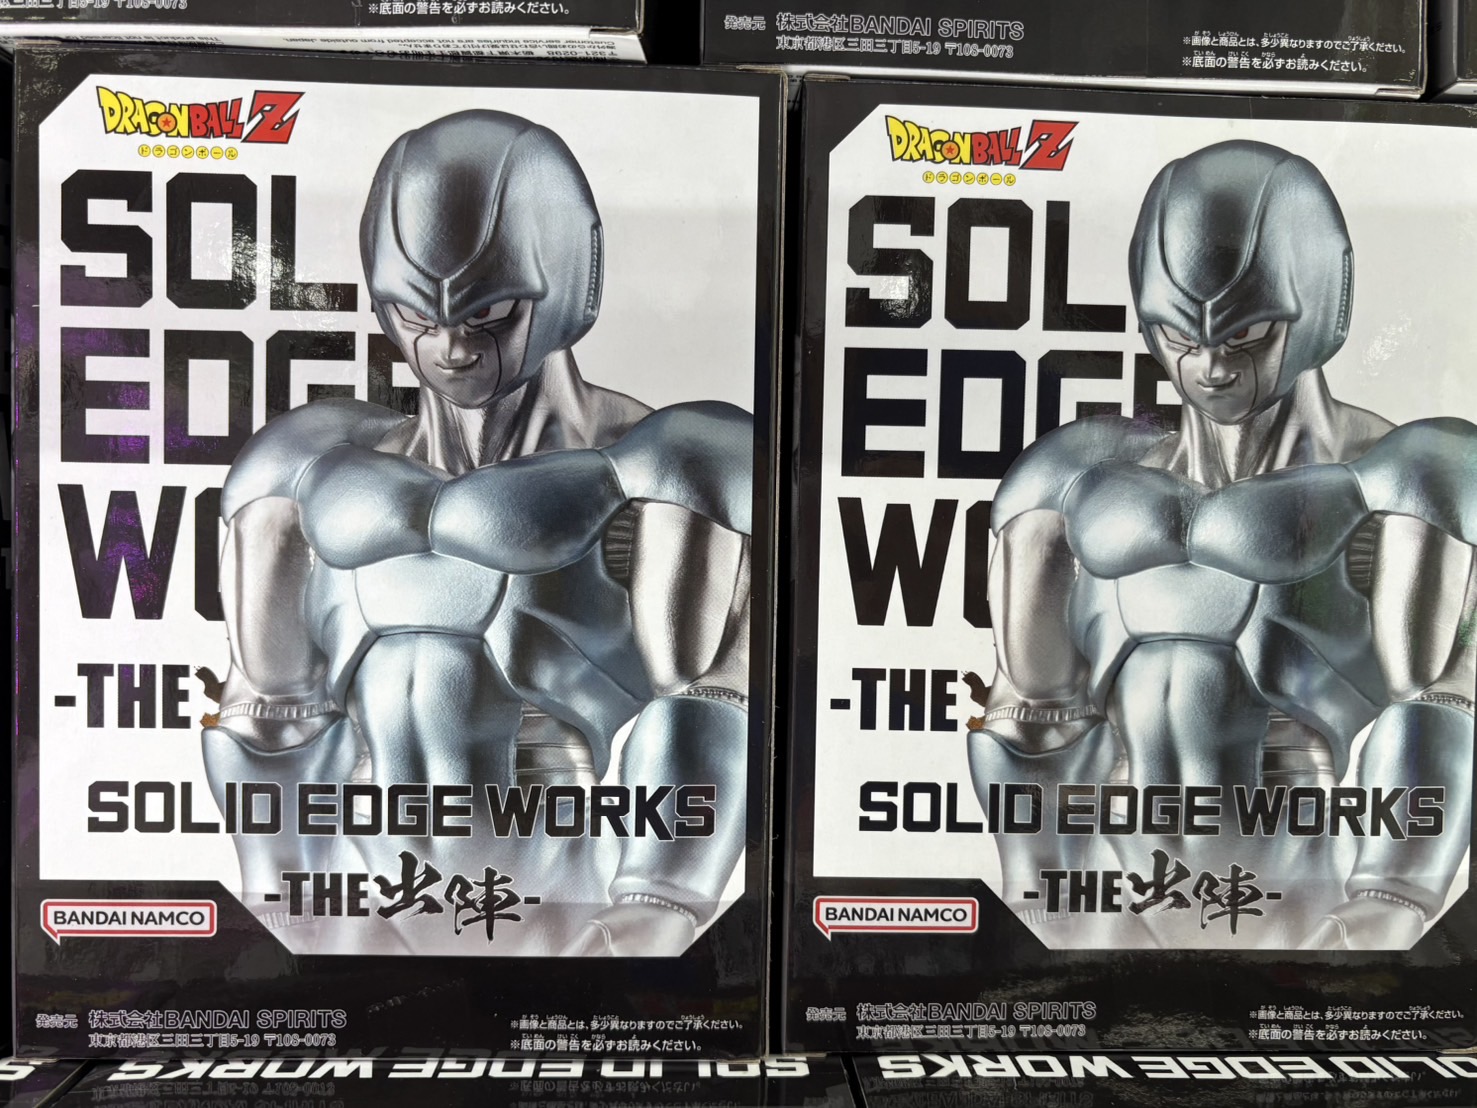 ※底面の警告を必ずお読みください。
発売元 株式会社BANDAI SPIRITS
東京都港区三田三丁目5-19 〒108-0073
※画像と商品とは、多少異なりますのでご了承ください。
※底面の警告を必ずお読みください。
DRAGONBALL Z
ドラゴンボール
SOL
EDGE
WO
-THE
SOLID EDGE WORKS
-THE出陣-
BANDAI NAMCO
発売元 株式会社BANDAI SPIRITS
東京都港区三田三丁目5-19 〒108-0073
※画像と商品とは、多少異なりますのでご了承ください。
※底面の警告を必ずお読みください。
DRAGONBALL Z
ドラゴンボール
SOL
EDGE
WO
-THE
SOLID EDGE WORKS
-THE出陣-
BANDAI NAMCO
発売元 株式会社BANDAI SPIRITS
東京都港区三田三丁目5-19 〒108-0073
※画像と商品とは、多少異なりますのでご了承ください。
※底面の警告を必ずお読みください。
SOLID EDGE WORKS
OLID EDGE WORKS